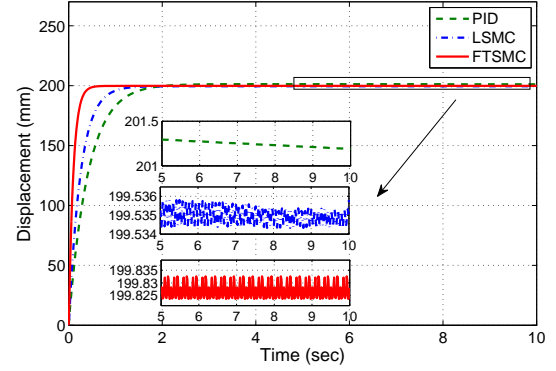 PID
LSMC
FTSMC
Displacement (mm)
250
200
150
100
50
0
201.5
201
5 6 7 8 9 10
199.536
199.535
199.534
5 6 7 8 9 10
199.835
199.83
199.825
5 6 7 8 9 10
0 2 4 6 8 10
Time (sec)